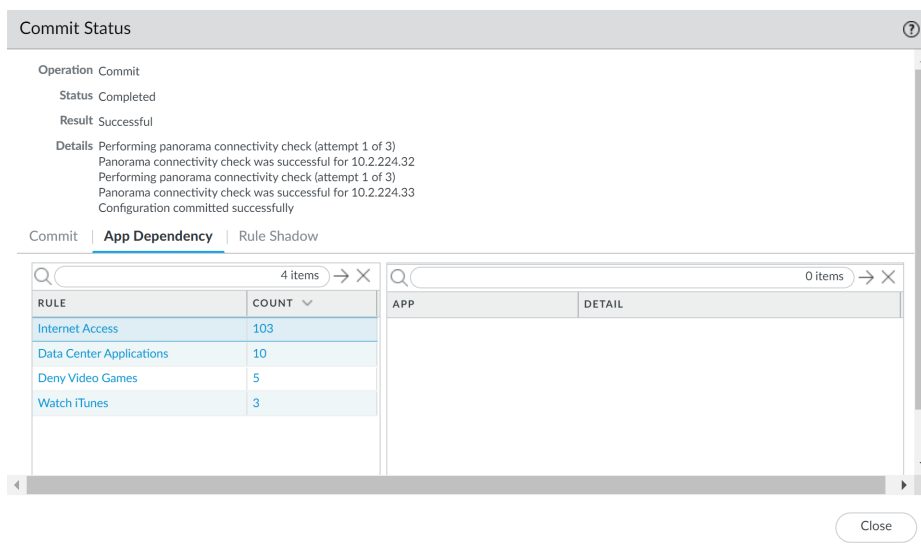 Commit Status
Operation Commit
Status Completed
Result Successful
Details Performing panorama connectivity check (attempt 1 of 3)
Panorama connectivity check was successful for 10.2.224.32
Performing panorama connectivity check (attempt 1 of 3)
Panorama connectivity check was successful for 10.2.224.33
Configuration committed successfully
Commit | App Dependency | Rule Shadow
4 items
RULE COUNT
Internet Access 103
Data Center Applications 10
Deny Video Games 5
Watch iTunes 3
0 items
APP DETAIL
Close